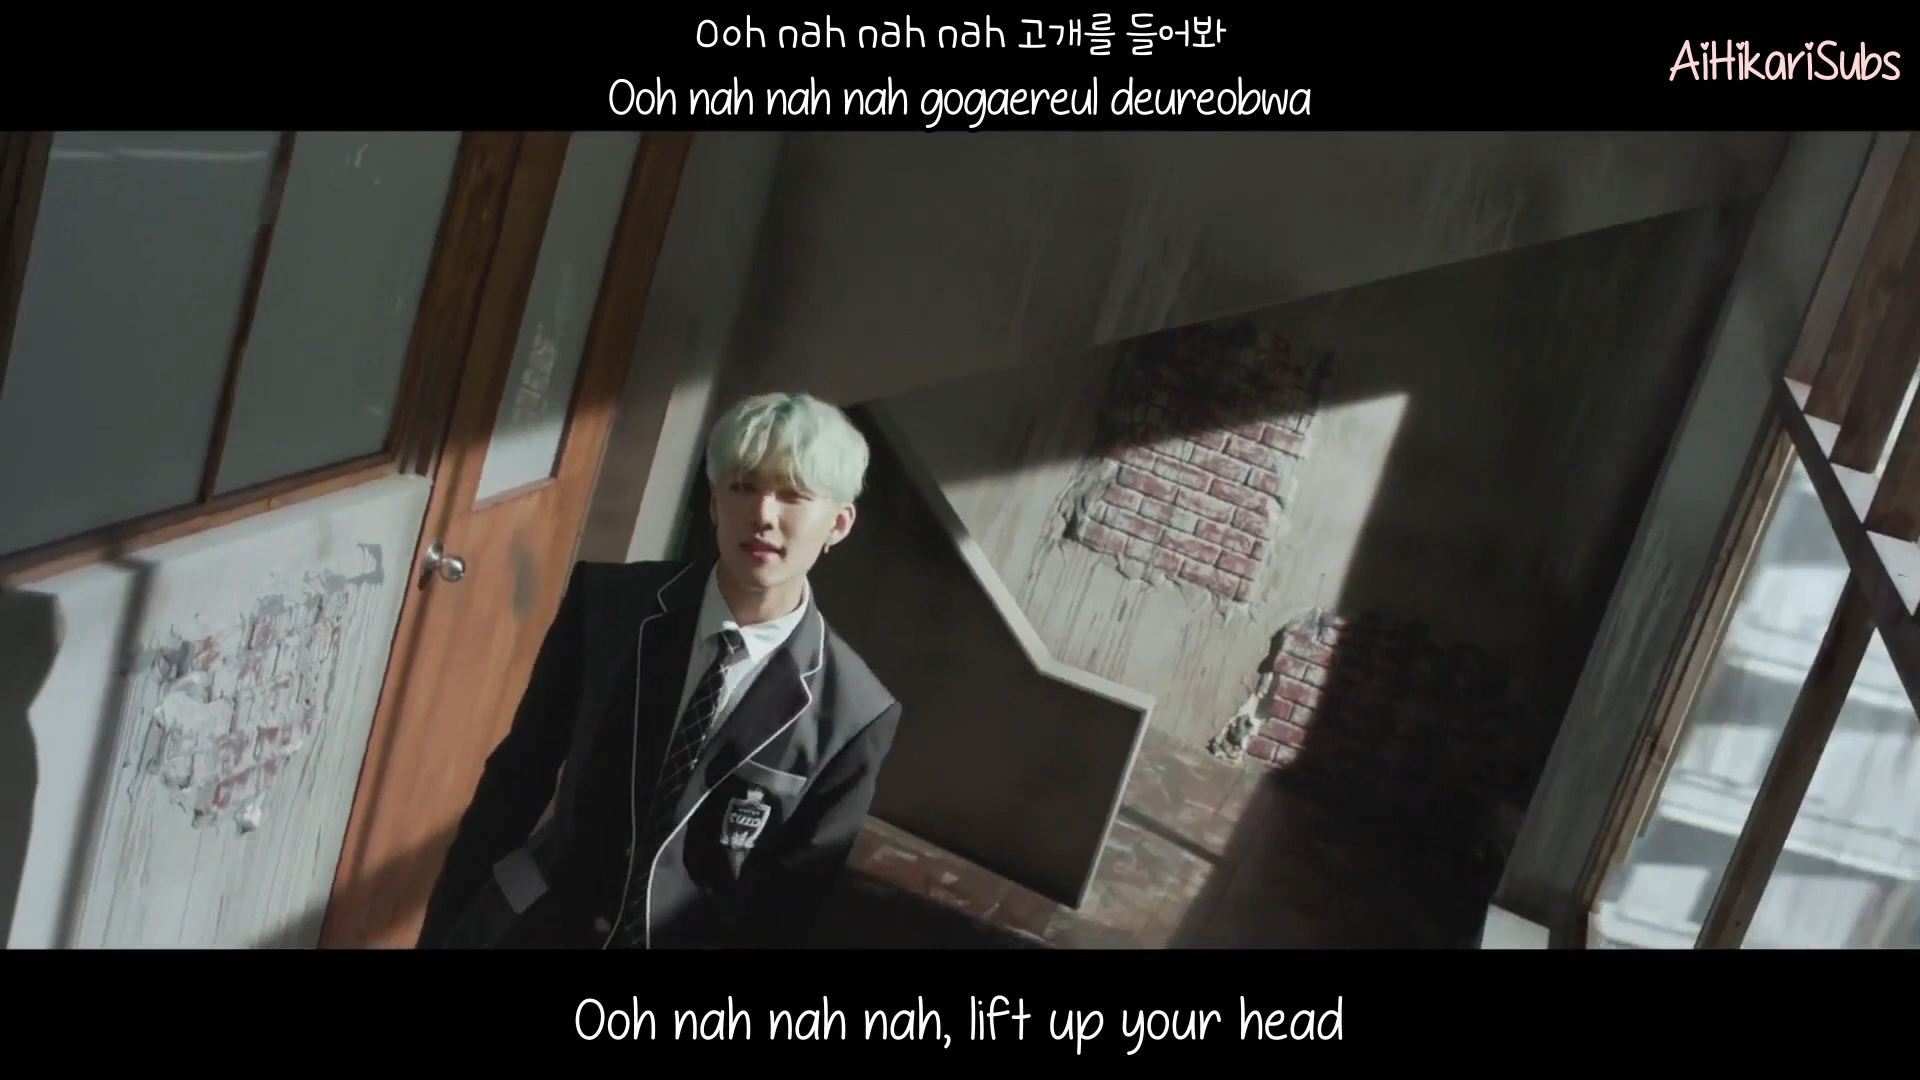 Ooh nah nah nah 고개를 들어봐
AiHikariSubs
Ooh nah nah nah gogaereul deureobwa
Ooh nah nah nah, lift up your head